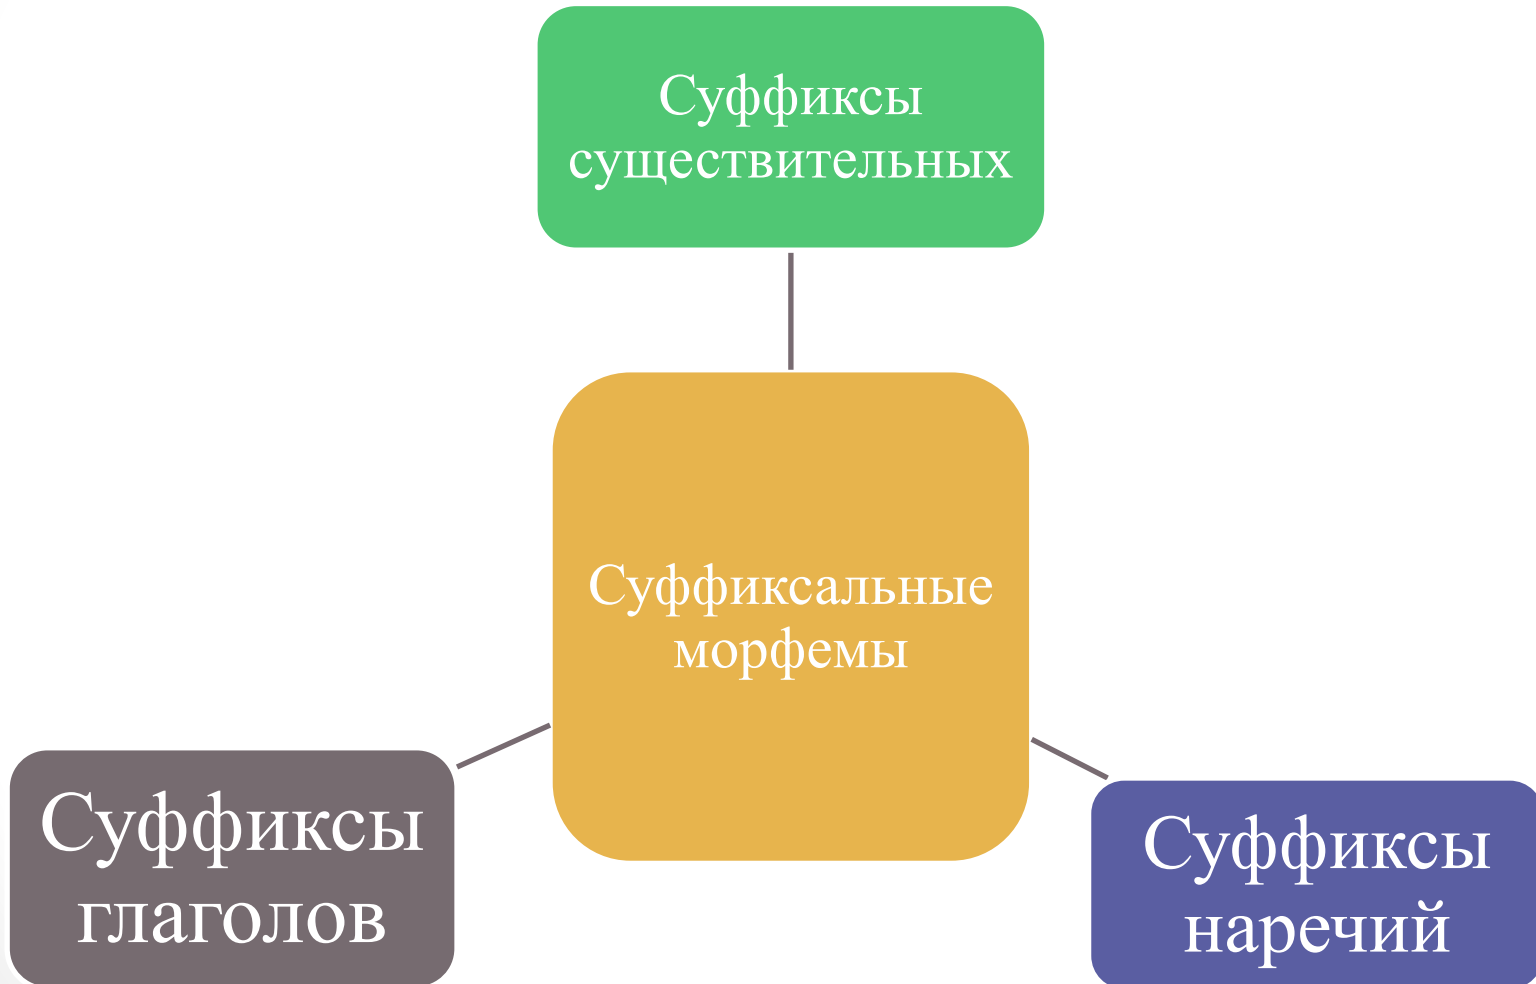 Суффиксы
существительных
Суффиксальные
морфемы
Суффиксы
глаголов
Суффиксы
наречий